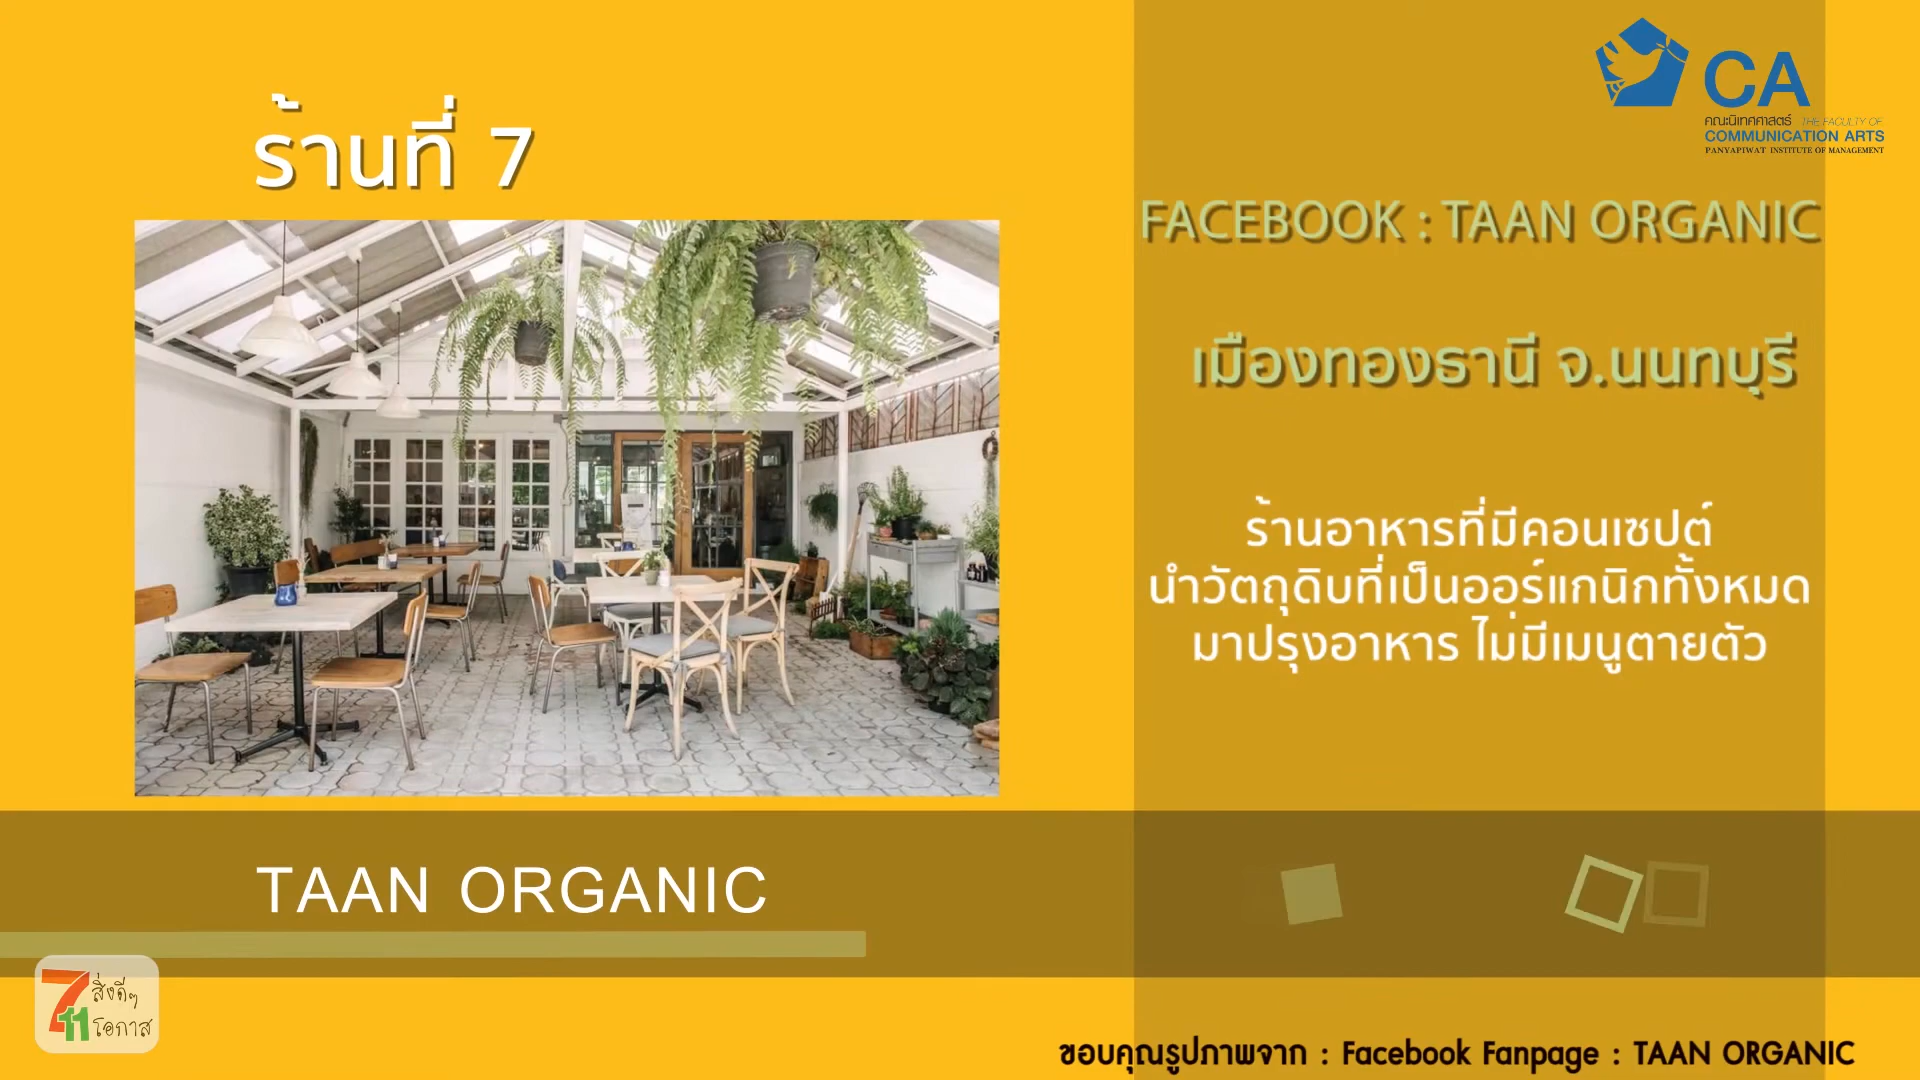 ร้านที่ 7
CA
คณะนิเทศศาสตร์ THE FACULTY OF
COMMUNICATION ARTS
PANYAPIWAT INSTITUTE OF MANAGEMENT
FACEBOOK : TAAN ORGANIC
เมืองทองธานี จ.นนทบุรี
ร้านอาหารที่มีคอนเซปต์
นำวัตถุดิบที่เป็นออร์แกนิกทั้งหมด
มาปรุงอาหาร ไม่มีเมนูตายตัว
TAAN ORGANIC
7 สิ่งดีๆ
11 โอกาส
ขอบคุณรูปภาพจาก : Facebook Fanpage : TAAN ORGANIC